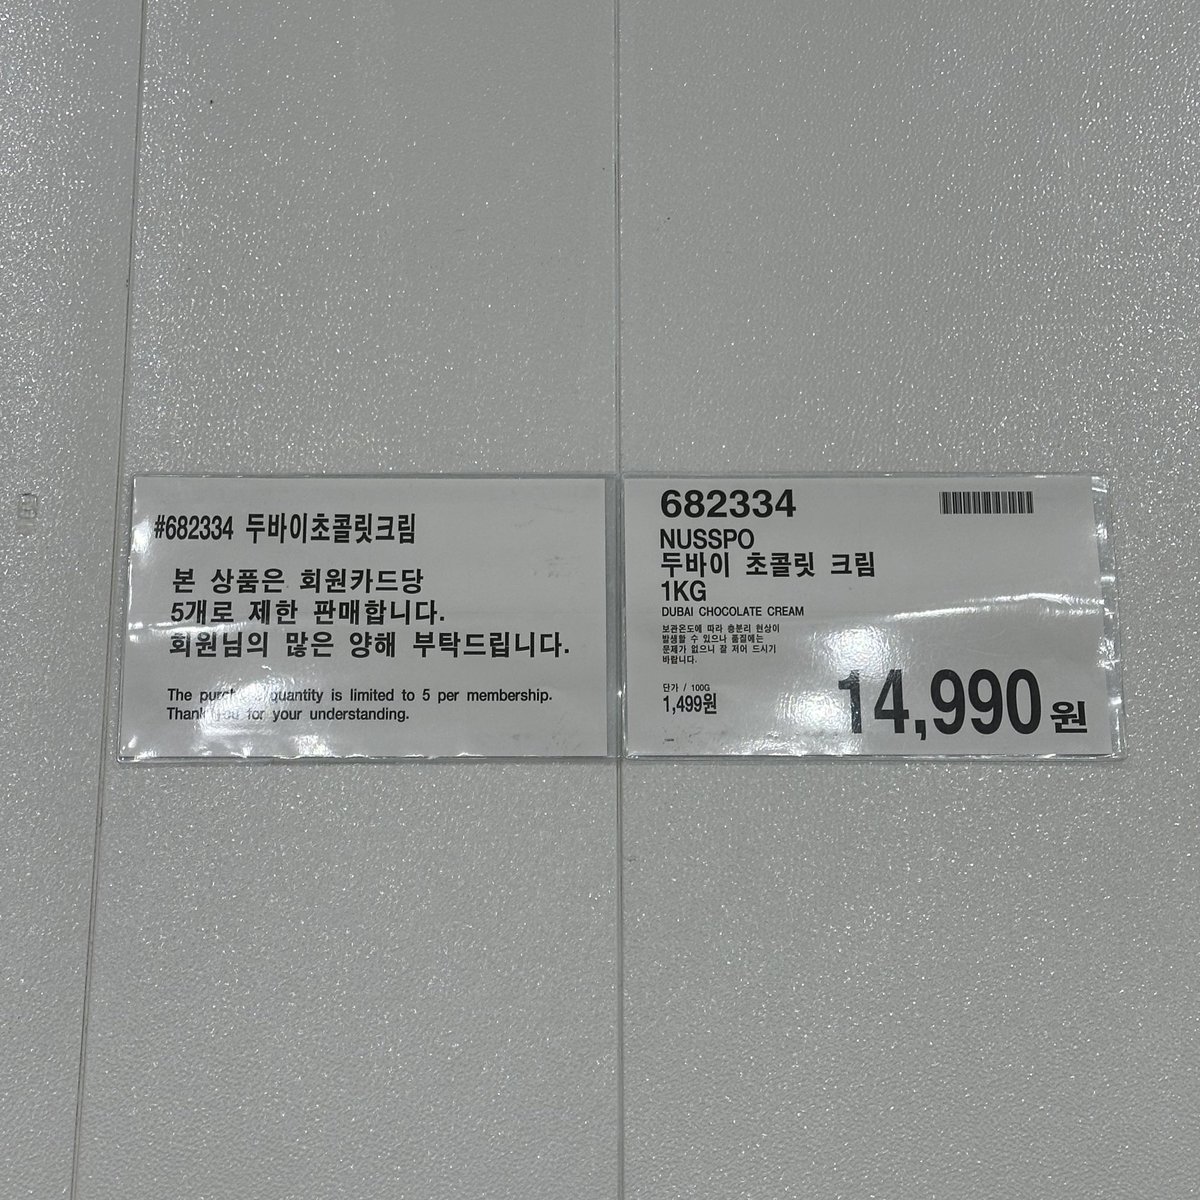 #682334 두바이초콜릿크림
본 상품은 회원카드당
5개로 제한 판매합니다.
회원님의 많은 양해 부탁드립니다.
The purchase quantity is limited to 5 per membership.
Thank you for your understanding.
682334
NUSSPO
두바이 초콜릿 크림
1KG
DUBAI CHOCOLATE CREAM
보관온도에 따라 층분리 현상이
발생할 수 있으나 품질에는
문제가 없으니 잘 저어 드시기
바랍니다.
단가 / 100G
1,499원
14,990 원